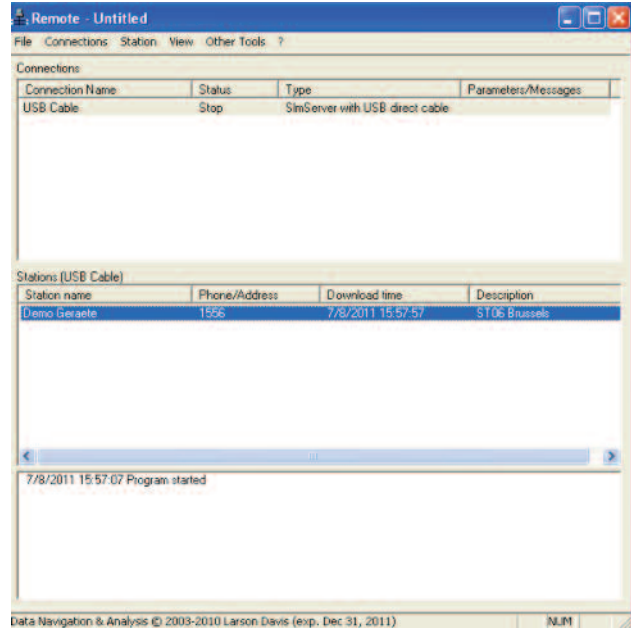 Remote - Untitled
File Connections Station View Other Tools ?
Connections
Connection Name Status Type Parameters/Messages
USB Cable Stop SlmServer with USB direct cable
Stations (USB Cable)
Station name Phone/Address Download time Description
Demo Geraete 1556 7/8/2011 15:57:57 ST06 Brussels
7/8/2011 15:57:07 Program started
Data Navigation & Analysis © 2003-2010 Larson Davis (exp. Dec 31, 2011) NUM